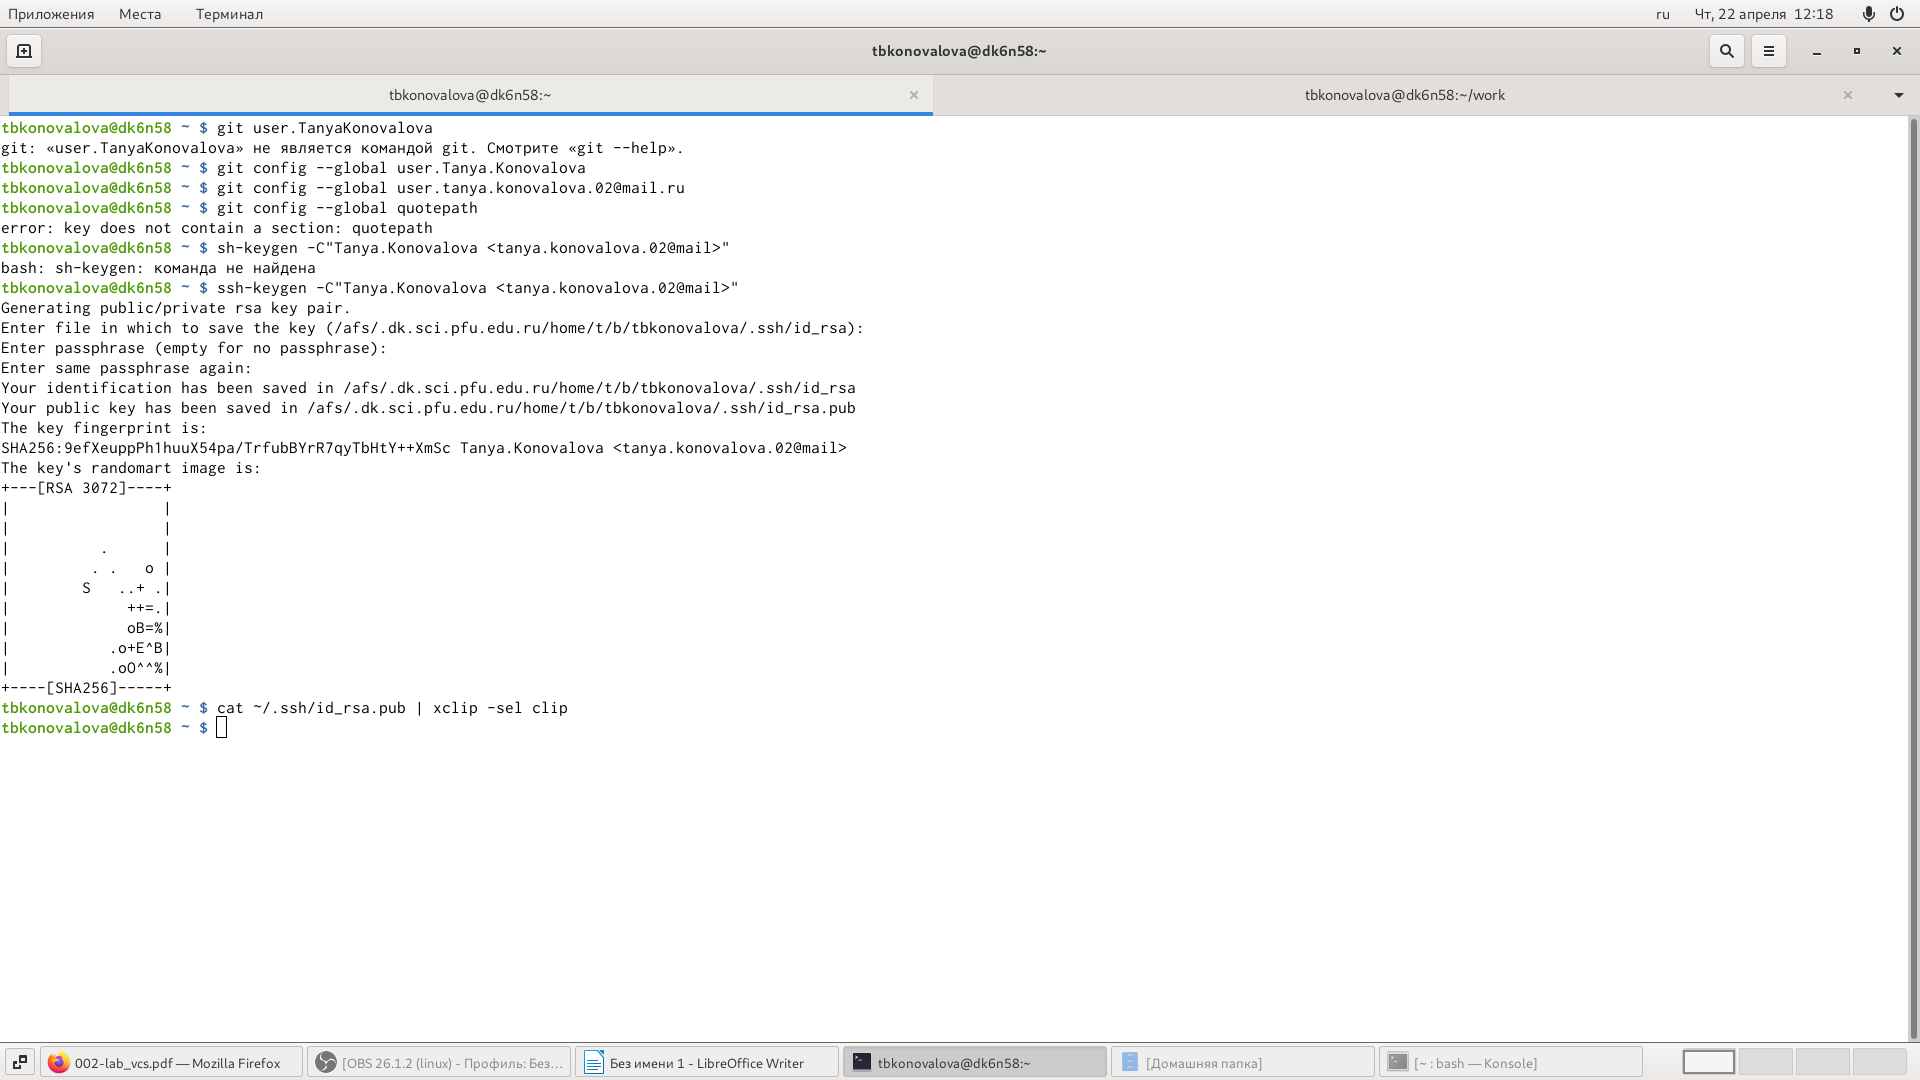 Приложения Места Терминал ru Чт, 22 апреля 12:18
tbkonovalova@dk6n58:~
tbkonovalova@dk6n58:~ tbkonovalova@dk6n58:~/work
tbkonovalova@dk6n58 ~ $ git user.TanyaKonovalova
git: «user.TanyaKonovalova» не является командой git. Смотрите «git --help».
tbkonovalova@dk6n58 ~ $ git config --global user.Tanya.Konovalova
tbkonovalova@dk6n58 ~ $ git config --global user.tanya.konovalova.02@mail.ru
tbkonovalova@dk6n58 ~ $ git config --global quotepath
error: key does not contain a section: quotepath
tbkonovalova@dk6n58 ~ $ sh-keygen -C"Tanya.Konovalova <tanya.konovalova.02@mail>"
bash: sh-keygen: команда не найдена
tbkonovalova@dk6n58 ~ $ ssh-keygen -C"Tanya.Konovalova <tanya.konovalova.02@mail>"
Generating public/private rsa key pair.
Enter file in which to save the key (/afs/.dk.sci.pfu.edu.ru/home/t/b/tbkonovalova/.ssh/id_rsa):
Enter passphrase (empty for no passphrase):
Enter same passphrase again:
Your identification has been saved in /afs/.dk.sci.pfu.edu.ru/home/t/b/tbkonovalova/.ssh/id_rsa
Your public key has been saved in /afs/.dk.sci.pfu.edu.ru/home/t/b/tbkonovalova/.ssh/id_rsa.pub
The key fingerprint is:
SHA256:9efXeuppPh1huuX54pa/TrfubBYrR7qyTbHtY++XmSc Tanya.Konovalova <tanya.konovalova.02@mail>
The key's randomart image is:
+---[RSA 3072]----+
|                 |
|                 |
|          .      |
|         . .   o |
|        S   ..+ .|
|             ++=.|
|             oB=%|
|           .o+E^B|
|           .oO^^%|
+----[SHA256]-----+
tbkonovalova@dk6n58 ~ $ cat ~/.ssh/id_rsa.pub | xclip -sel clip
tbkonovalova@dk6n58 ~ $
002-lab_vcs.pdf — Mozilla Firefox [OBS 26.1.2 (linux) - Профиль: Без… Без имени 1 - LibreOffice Writer tbkonovalova@dk6n58:~ [Домашняя папка] [~ : bash — Konsole]